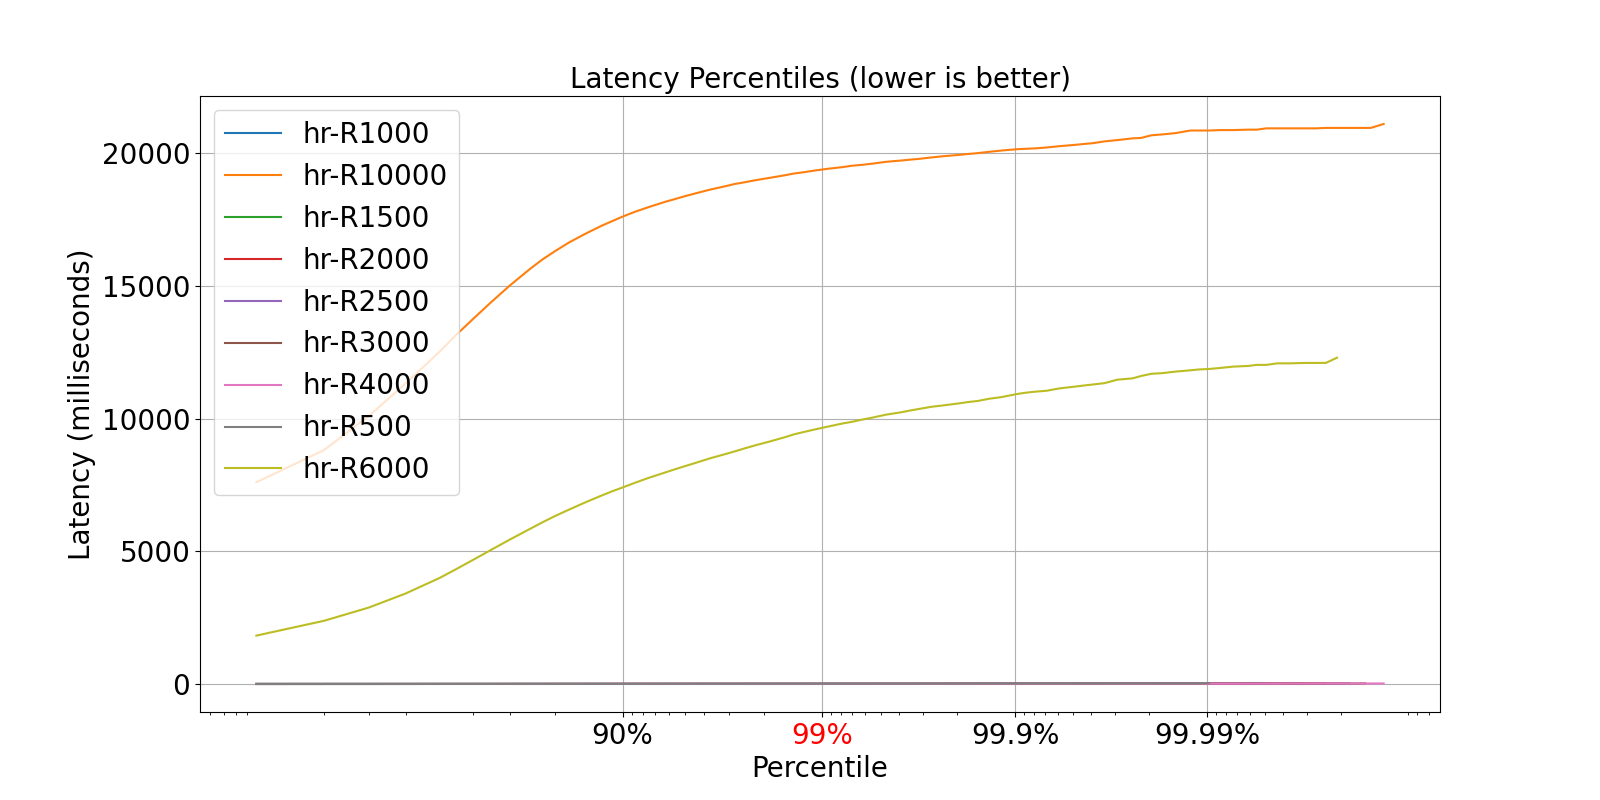 Latency Percentiles (lower is better)
hr-R1000
hr-R10000
hr-R1500
hr-R2000
hr-R2500
hr-R3000
hr-R4000
hr-R500
hr-R6000
Latency (milliseconds)
20000
15000
10000
5000
0
90%
99%
99.9%
99.99%
Percentile